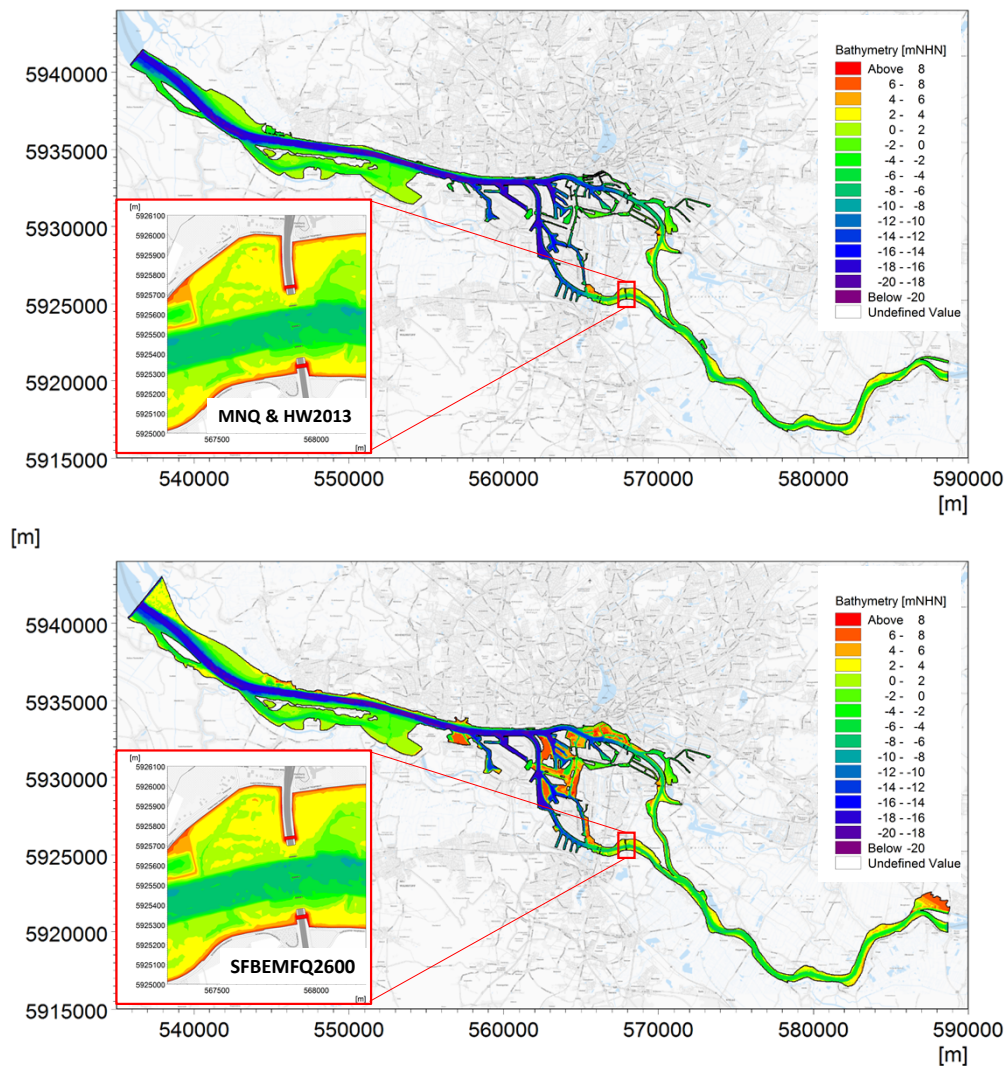 5940000
5935000
5930000
5925000
5920000
5915000
540000 550000 560000 570000 580000 590000
[m]
[m]
Bathymetry [mNHN]
Above 8
6 - 8
4 - 6
2 - 4
0 - 2
-2 - 0
-4 - -2
-6 - -4
-8 - -6
-10 - -8
-12 - -10
-14 - -12
-16 - -14
-18 - -16
-20 - -18
Below -20
Undefined Value
[m]
5926100
5926000
5925900
5925800
5925700
5925600
5925500
5925400
5925300
5925200
5925100
5925000
567500 568000
[m]
MNQ & HW2013
5940000
5935000
5930000
5925000
5920000
5915000
540000 550000 560000 570000 580000 590000
[m]
Bathymetry [mNHN]
Above 8
6 - 8
4 - 6
2 - 4
0 - 2
-2 - 0
-4 - -2
-6 - -4
-8 - -6
-10 - -8
-12 - -10
-14 - -12
-16 - -14
-18 - -16
-20 - -18
Below -20
Undefined Value
[m]
5926100
5926000
5925900
5925800
5925700
5925600
5925500
5925400
5925300
5925200
5925100
5925000
567500 568000
[m]
SFBEMFQ2600